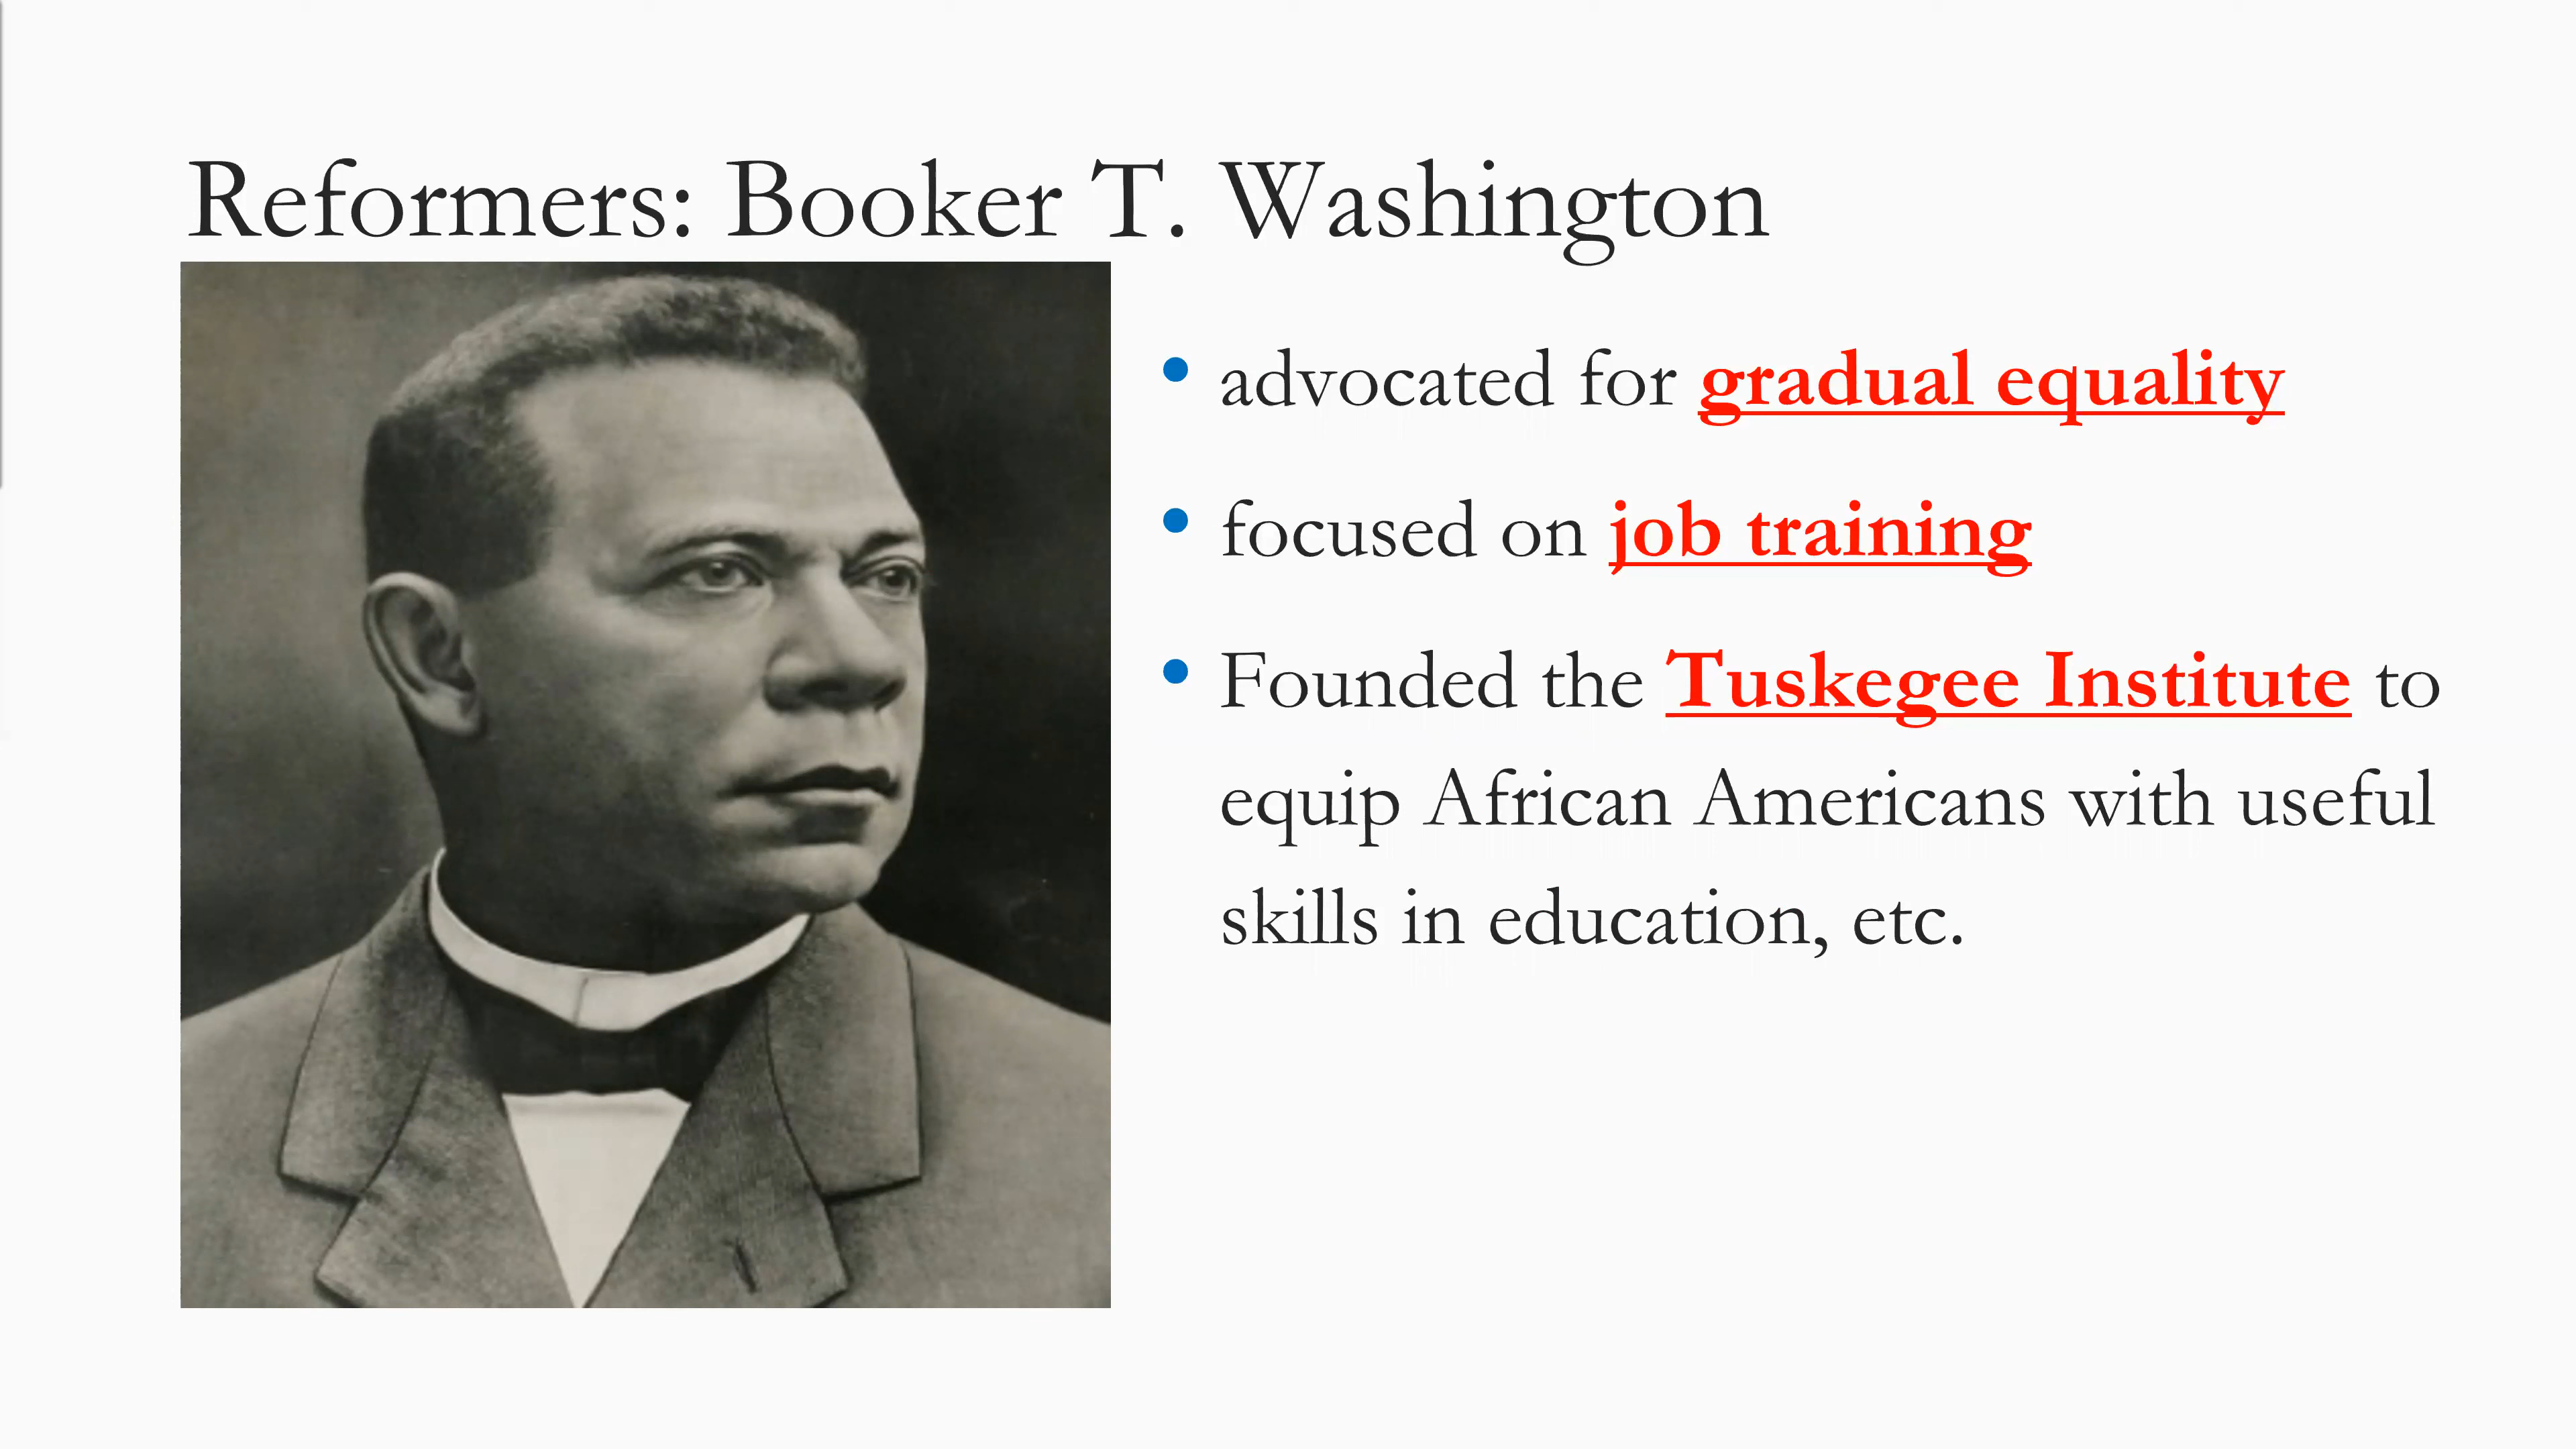 Reformers: Booker T. Washington
• advocated for gradual equality
• focused on job training
• Founded the Tuskegee Institute to
equip African Americans with useful
skills in education, etc.